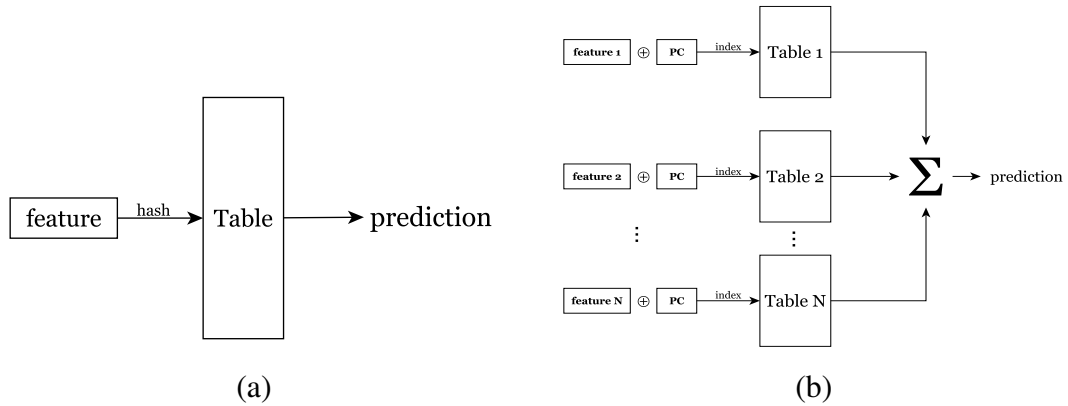 feature
hash
Table
prediction
(a)
feature 1 ⊕ PC index Table 1
feature 2 ⊕ PC index Table 2
Σ prediction
⋮ ⋮
feature N ⊕ PC index Table N
(b)